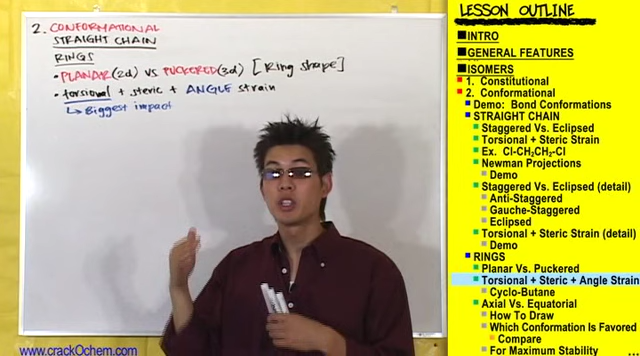 2. CONFORMATIONAL
STRAIGHT CHAIN
RINGS
• PLANAR (2d) VS PUCKERED (3d) [Ring shape]
• torsional + steric + ANGLE strain
↳ Biggest impact
www.crackOchem.com
LESSON OUTLINE
■INTRO
■GENERAL FEATURES
■ISOMERS
■ 1. Constitutional
■ 2. Conformational
■Demo: Bond Conformations
■STRAIGHT CHAIN
■Staggered Vs. Eclipsed
■Torsional + Steric Strain
■Ex. Cl-CH₂CH₂-Cl
■Newman Projections
■Demo
■Staggered Vs. Eclipsed (detail)
■Anti-Staggered
■Gauche-Staggered
■Eclipsed
■Torsional + Steric Strain (detail)
■Demo
■RINGS
■Planar Vs. Puckered
■Torsional + Steric + Angle Strain
■Cyclo-Butane
■Axial Vs. Equatorial
■How To Draw
■Which Conformation Is Favored
■Compare
■For Maximum Stability
...